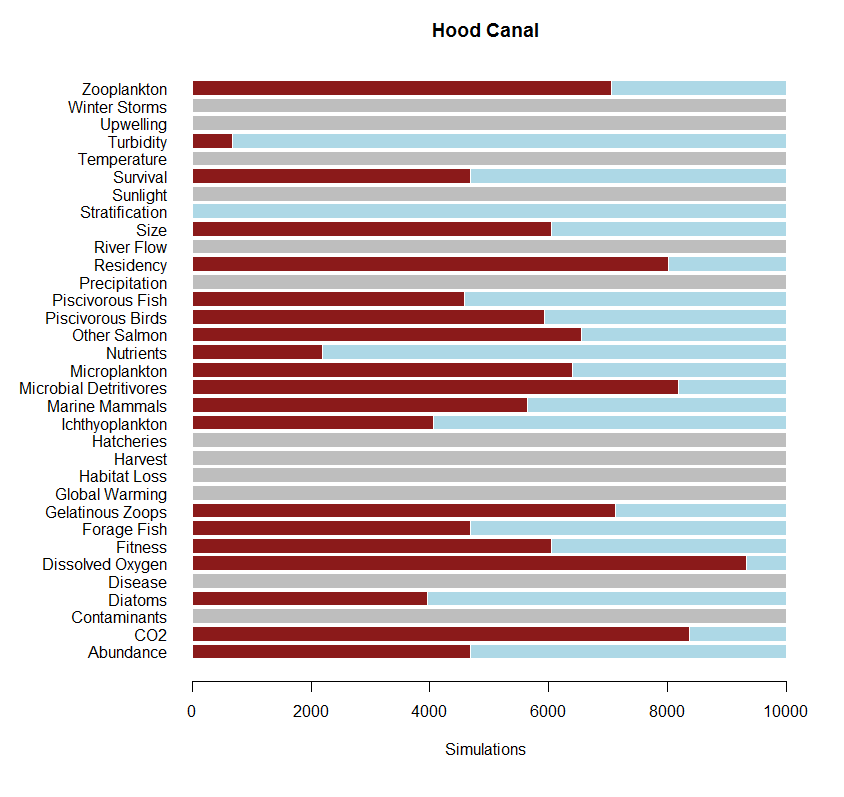 Hood Canal
Zooplankton
Winter Storms
Upwelling
Turbidity
Temperature
Survival
Sunlight
Stratification
Size
River Flow
Residency
Precipitation
Piscivorous Fish
Piscivorous Birds
Other Salmon
Nutrients
Microplankton
Microbial Detritivores
Marine Mammals
Ichthyoplankton
Hatcheries
Harvest
Habitat Loss
Global Warming
Gelatinous Zoops
Forage Fish
Fitness
Dissolved Oxygen
Disease
Diatoms
Contaminants
CO2
Abundance
0 2000 4000 6000 8000 10000
Simulations